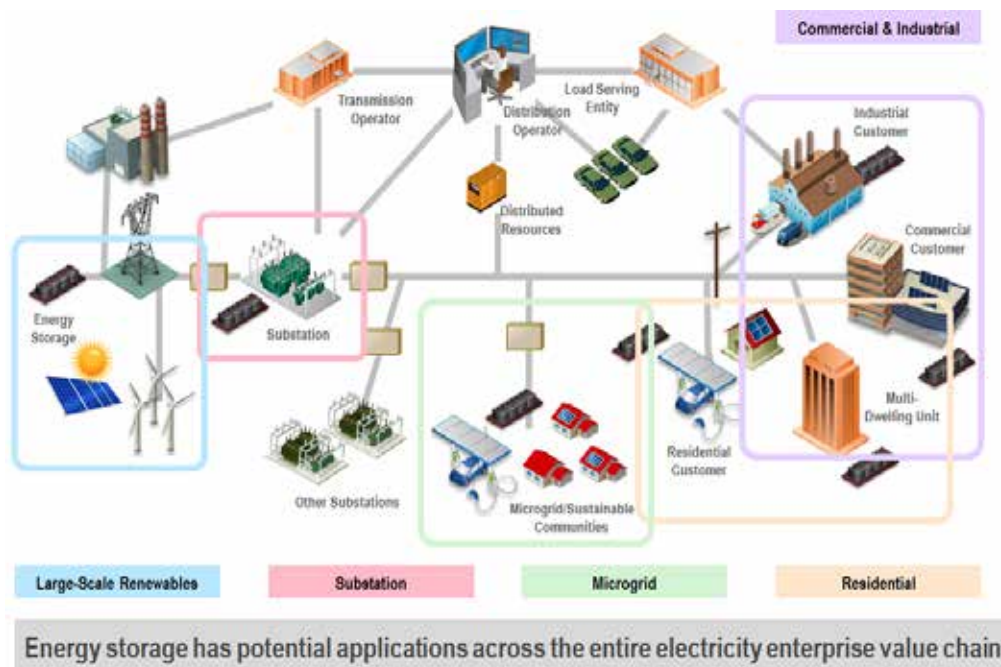 Commercial & Industrial
Transmission
Operator
Distribution
Operator
Load Serving
Entity
Industrial
Customer
Distributed
Resources
Commercial
Customer
Energy
Storage
Substation
Multi-
Dwelling Unit
Residential
Customer
Other Substations
Microgrid/Sustainable
Communities
Large-Scale Renewables
Substation
Microgrid
Residential
Energy storage has potential applications across the entire electricity enterprise value chain